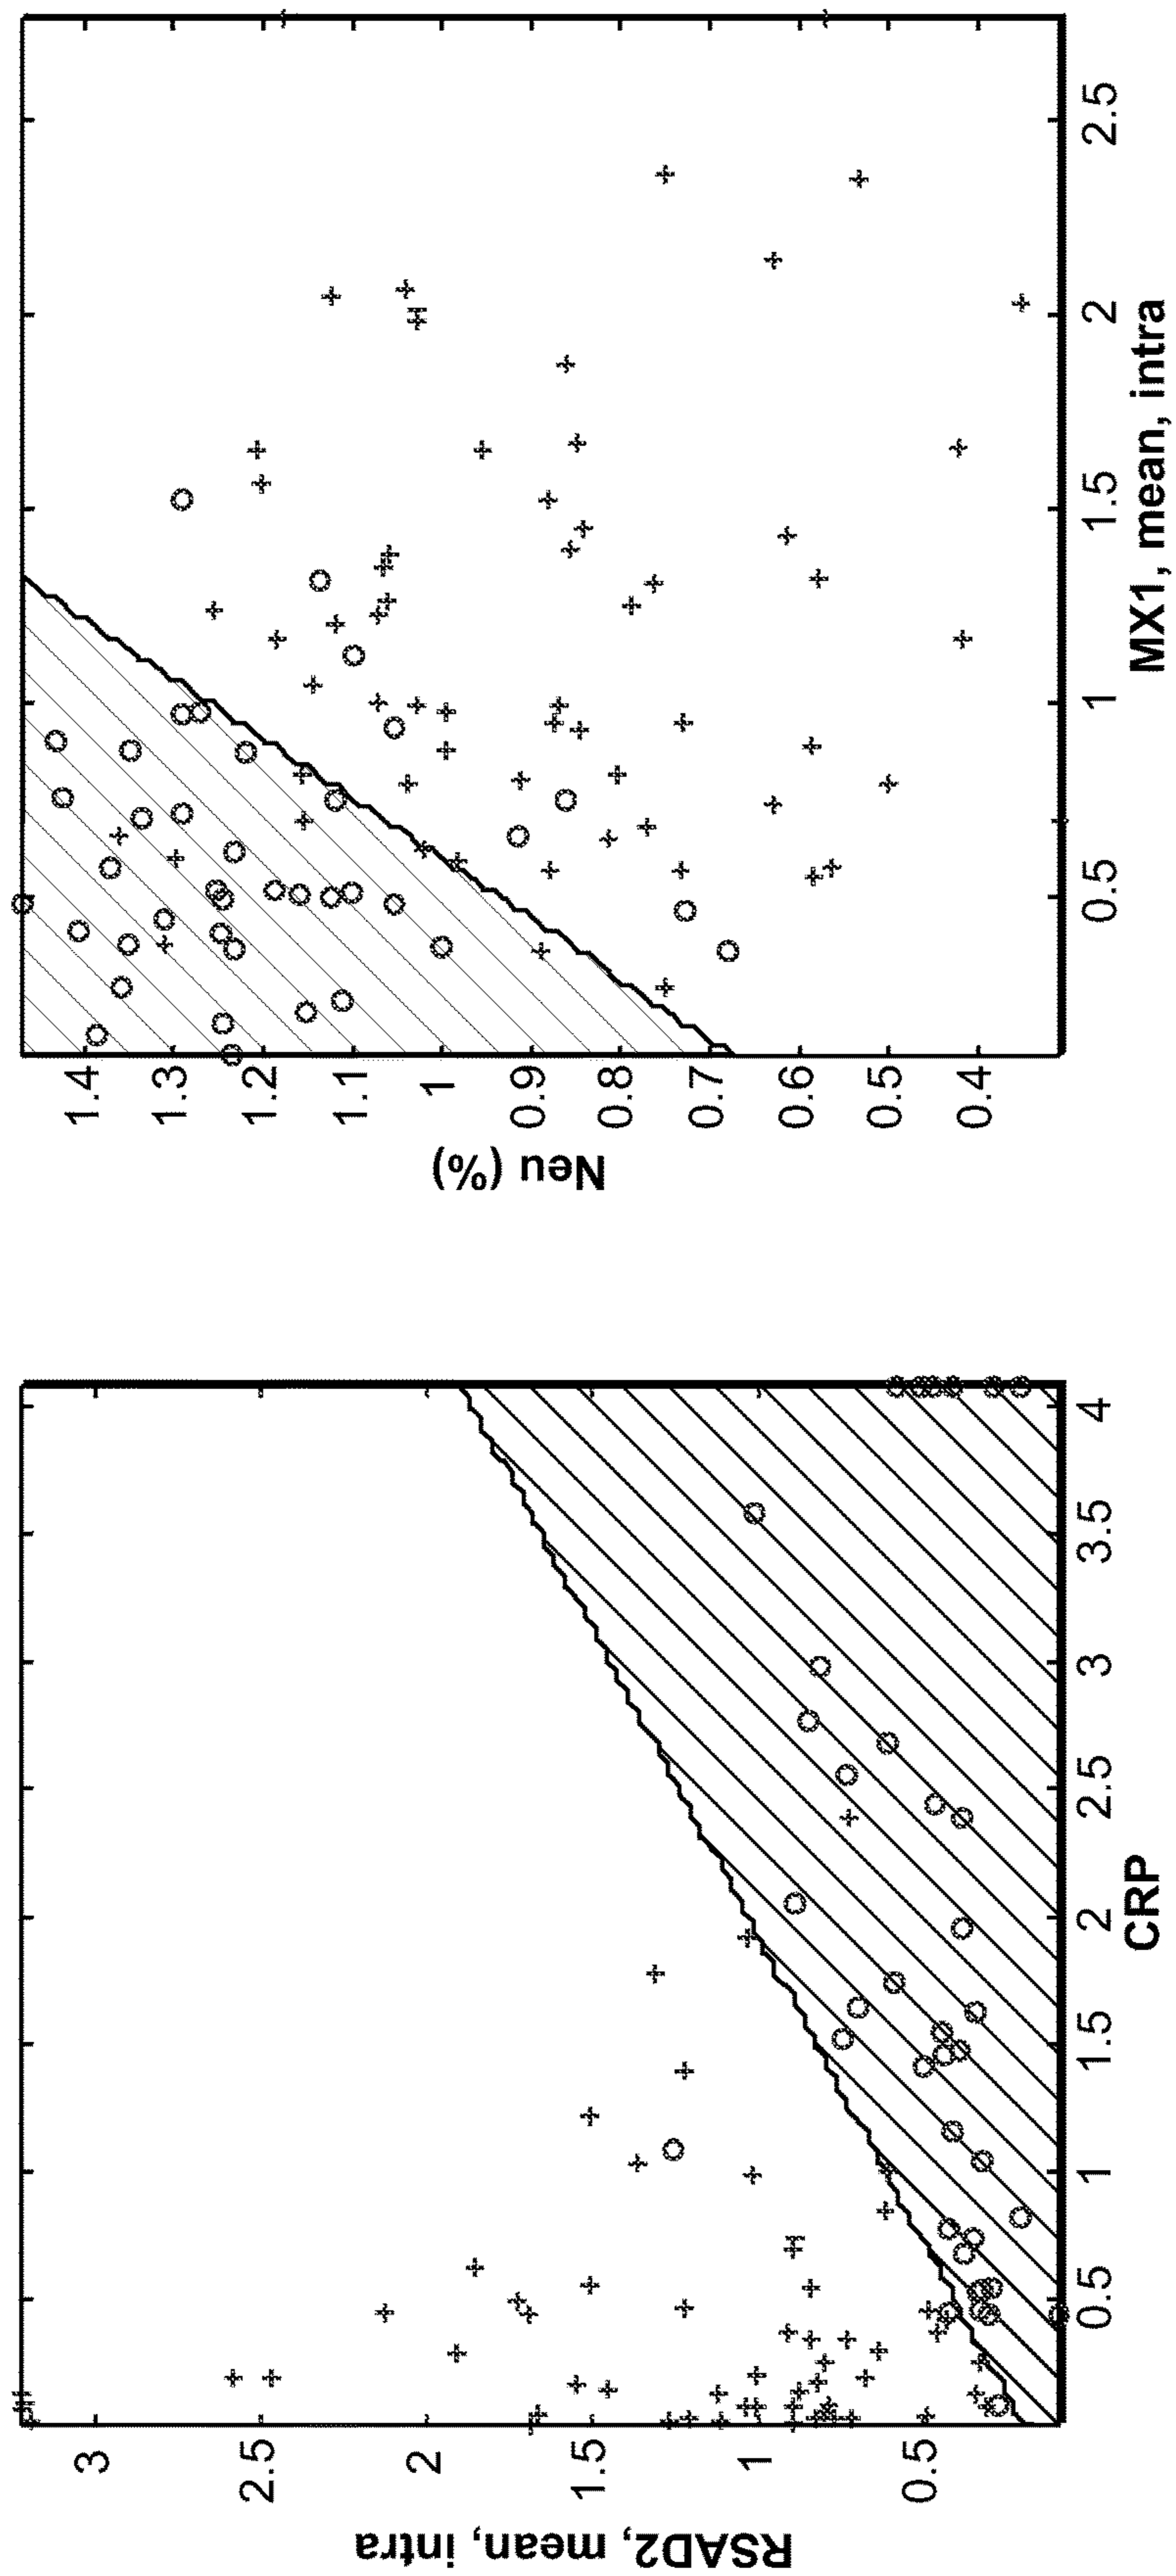 RSAD2, mean, intra
3
2.5
2
1.5
1
0.5
0.5 1 1.5 2 2.5 3 3.5 4
CRP
Neu (%)
1.4
1.3
1.2
1.1
1
0.9
0.8
0.7
0.6
0.5
0.4
0.5 1 1.5 2 2.5
MX1, mean, intra